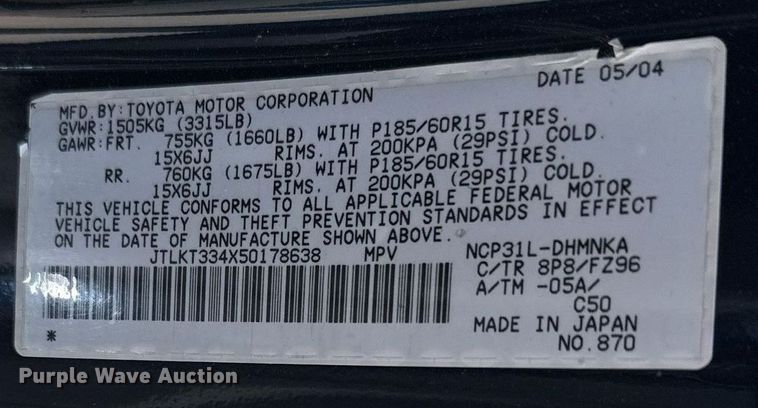 DATE 05/04
MFD.BY:TOYOTA MOTOR CORPORATION
GVWR:1505KG (3315LB)
GAWR:FRT. 755KG (1660LB) WITH P185/60R15 TIRES.
15X6JJ RIMS. AT 200KPA (29PSI) COLD.
RR. 760KG (1675LB) WITH P185/60R15 TIRES.
15X6JJ RIMS. AT 200KPA (29PSI) COLD.
THIS VEHICLE CONFORMS TO ALL APPLICABLE FEDERAL MOTOR
VEHICLE SAFETY AND THEFT PREVENTION STANDARDS IN EFFECT
ON THE DATE OF MANUFACTURE SHOWN ABOVE.
JTLKT334X50178638 MPV NCP31L-DHMNKA
C/TR 8P8/FZ96
A/TM -05A/
C50
MADE IN JAPAN
* NO.870
Purple Wave Auction